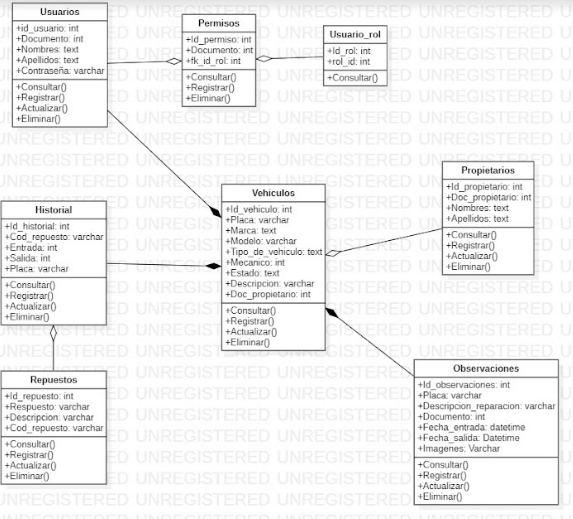 Usuarios
+id_usuario: int
+Documento: int
+Nombres: text
+Apellidos: text
+Contraseña: varchar
+Consultar()
+Registrar()
+Actualizar()
+Eliminar()
Permisos
+Id_permiso: int
+Documento: int
+fk_id_rol: int
+Consultar()
+Registrar()
+Eliminar()
Usuario_rol
+Id_rol: int
+rol_id: int
+Consultar()
Propietarios
+Id_propietario: int
+Doc_propietario: int
+Nombres: text
+Apellidos: text
+Consultar()
+Registrar()
+Actualizar()
+Eliminar()
Vehiculos
+Id_vehiculo: int
+Placa: varchar
+Marca: text
+Modelo: varchar
+Tipo_de_vehiculo: text
+Mecanico: int
+Estado: text
+Descripcion: varchar
+Doc_propietario: int
+Consultar()
+Registrar()
+Actualizar()
+Eliminar()
Historial
+Id_historial: int
+Cod_repuesto: varchar
+Entrada: int
+Salida: int
+Placa: varchar
+Consultar()
+Registrar()
+Actualizar()
+Eliminar()
Repuestos
+Id_repuesto: int
+Respuesto: varchar
+Descripcion: varchar
+Cod_repuesto: varchar
+Consultar()
+Registrar()
+Actualizar()
+Eliminar()
Observaciones
+Id_observaciones: int
+Placa: varchar
+Descripcion_reparacion: varchar
+Documento: int
+Fecha_entrada: datetime
+Fecha_salida: Datetime
+Imagenes: Varchar
+Consultar()
+Registrar()
+Actualizar()
+Eliminar()
UNREGISTERED